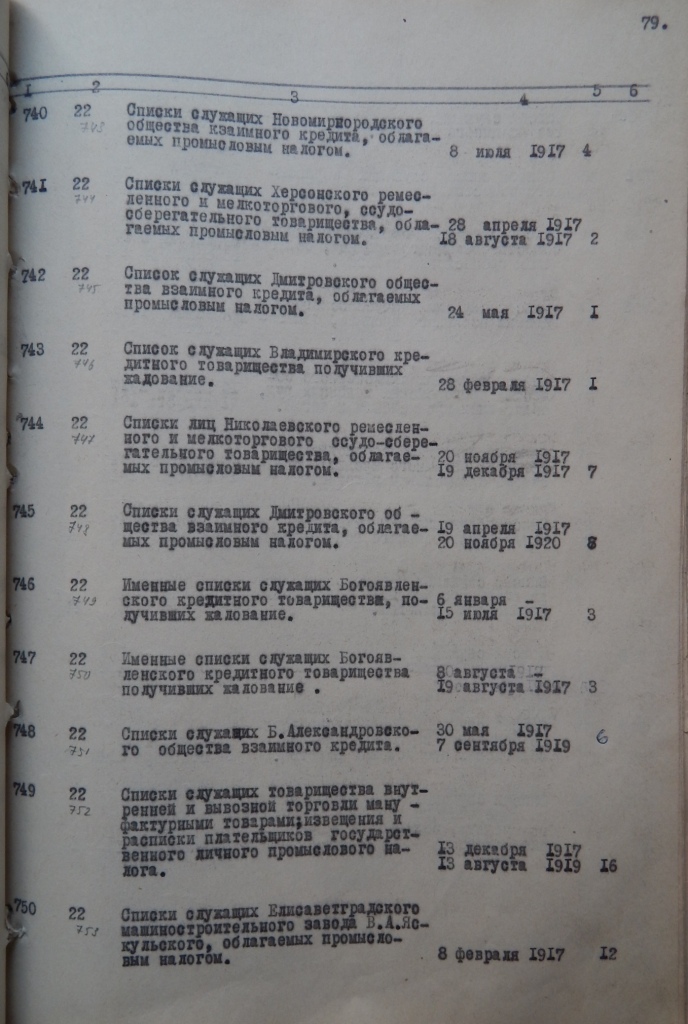 79.
1 2 3 4 5 6
740 22 Списки служащих Новомиргородского
743 общества кзаимного кредита, облага-
емых промысловым налогом. 8 июля 1917 4
741 22 Списки служащих Херсонского ремес-
744 ленного и мелкоторгового, ссудо-
сберегательного товарищества, обла- 28 апреля 1917
гаемых промысловым налогом. 18 августа 1917 2
742 22 Список служащих Дмитровского общес-
745 тва взаимного кредита, облагаемых
промысловым налогом. 24 мая 1917 1
743 22 Список служащих Владимирского кре-
746 дитного товарищества получивших
жадование. 28 февраля 1917 1
744 22 Списки лиц Николаевского ремеслен-
747 ного и мелкоторгового ссудо-сбере-
гательного товарищества, облагае- 20 ноября 1917
мых промысловым налогом. 19 декабря 1917 7
745 22 Списки служащих Дмитровского об -
748 щества взаимного кредита, облагае- 19 апреля 1917
мых промысловым налогом. 20 ноября 1920 8
746 22 Именные списки служащих Богоявлен-
749 ского кредитного товарищества, по- 6 января -
лучивших жалование. 15 июля 1917 3
747 22 Именные списки служащих Богояв-
750 ленского кредитного товарищества 8 августа -
получивших жалование . 19 августа 1917 3
748 22 Списки служащих Б.Александровско- 30 мая 1917
751 го общества взаимного кредита. 7 сентября 1919 6
749 22 Списки служащих товарищества внут-
752 ренней и вывозной торговли ману -
фактурными товарами;извещения и
расписки плательщиков государст-
венного личного промыслового на- 13 декабря 1917
лога. 13 августа 1919 16
750 22 Списки служащих Елисаветградского
753 машиностроительного завода В.А.Яс-
кульского, облагаемых промысло-
вым налогом. 8 февраля 1917 12